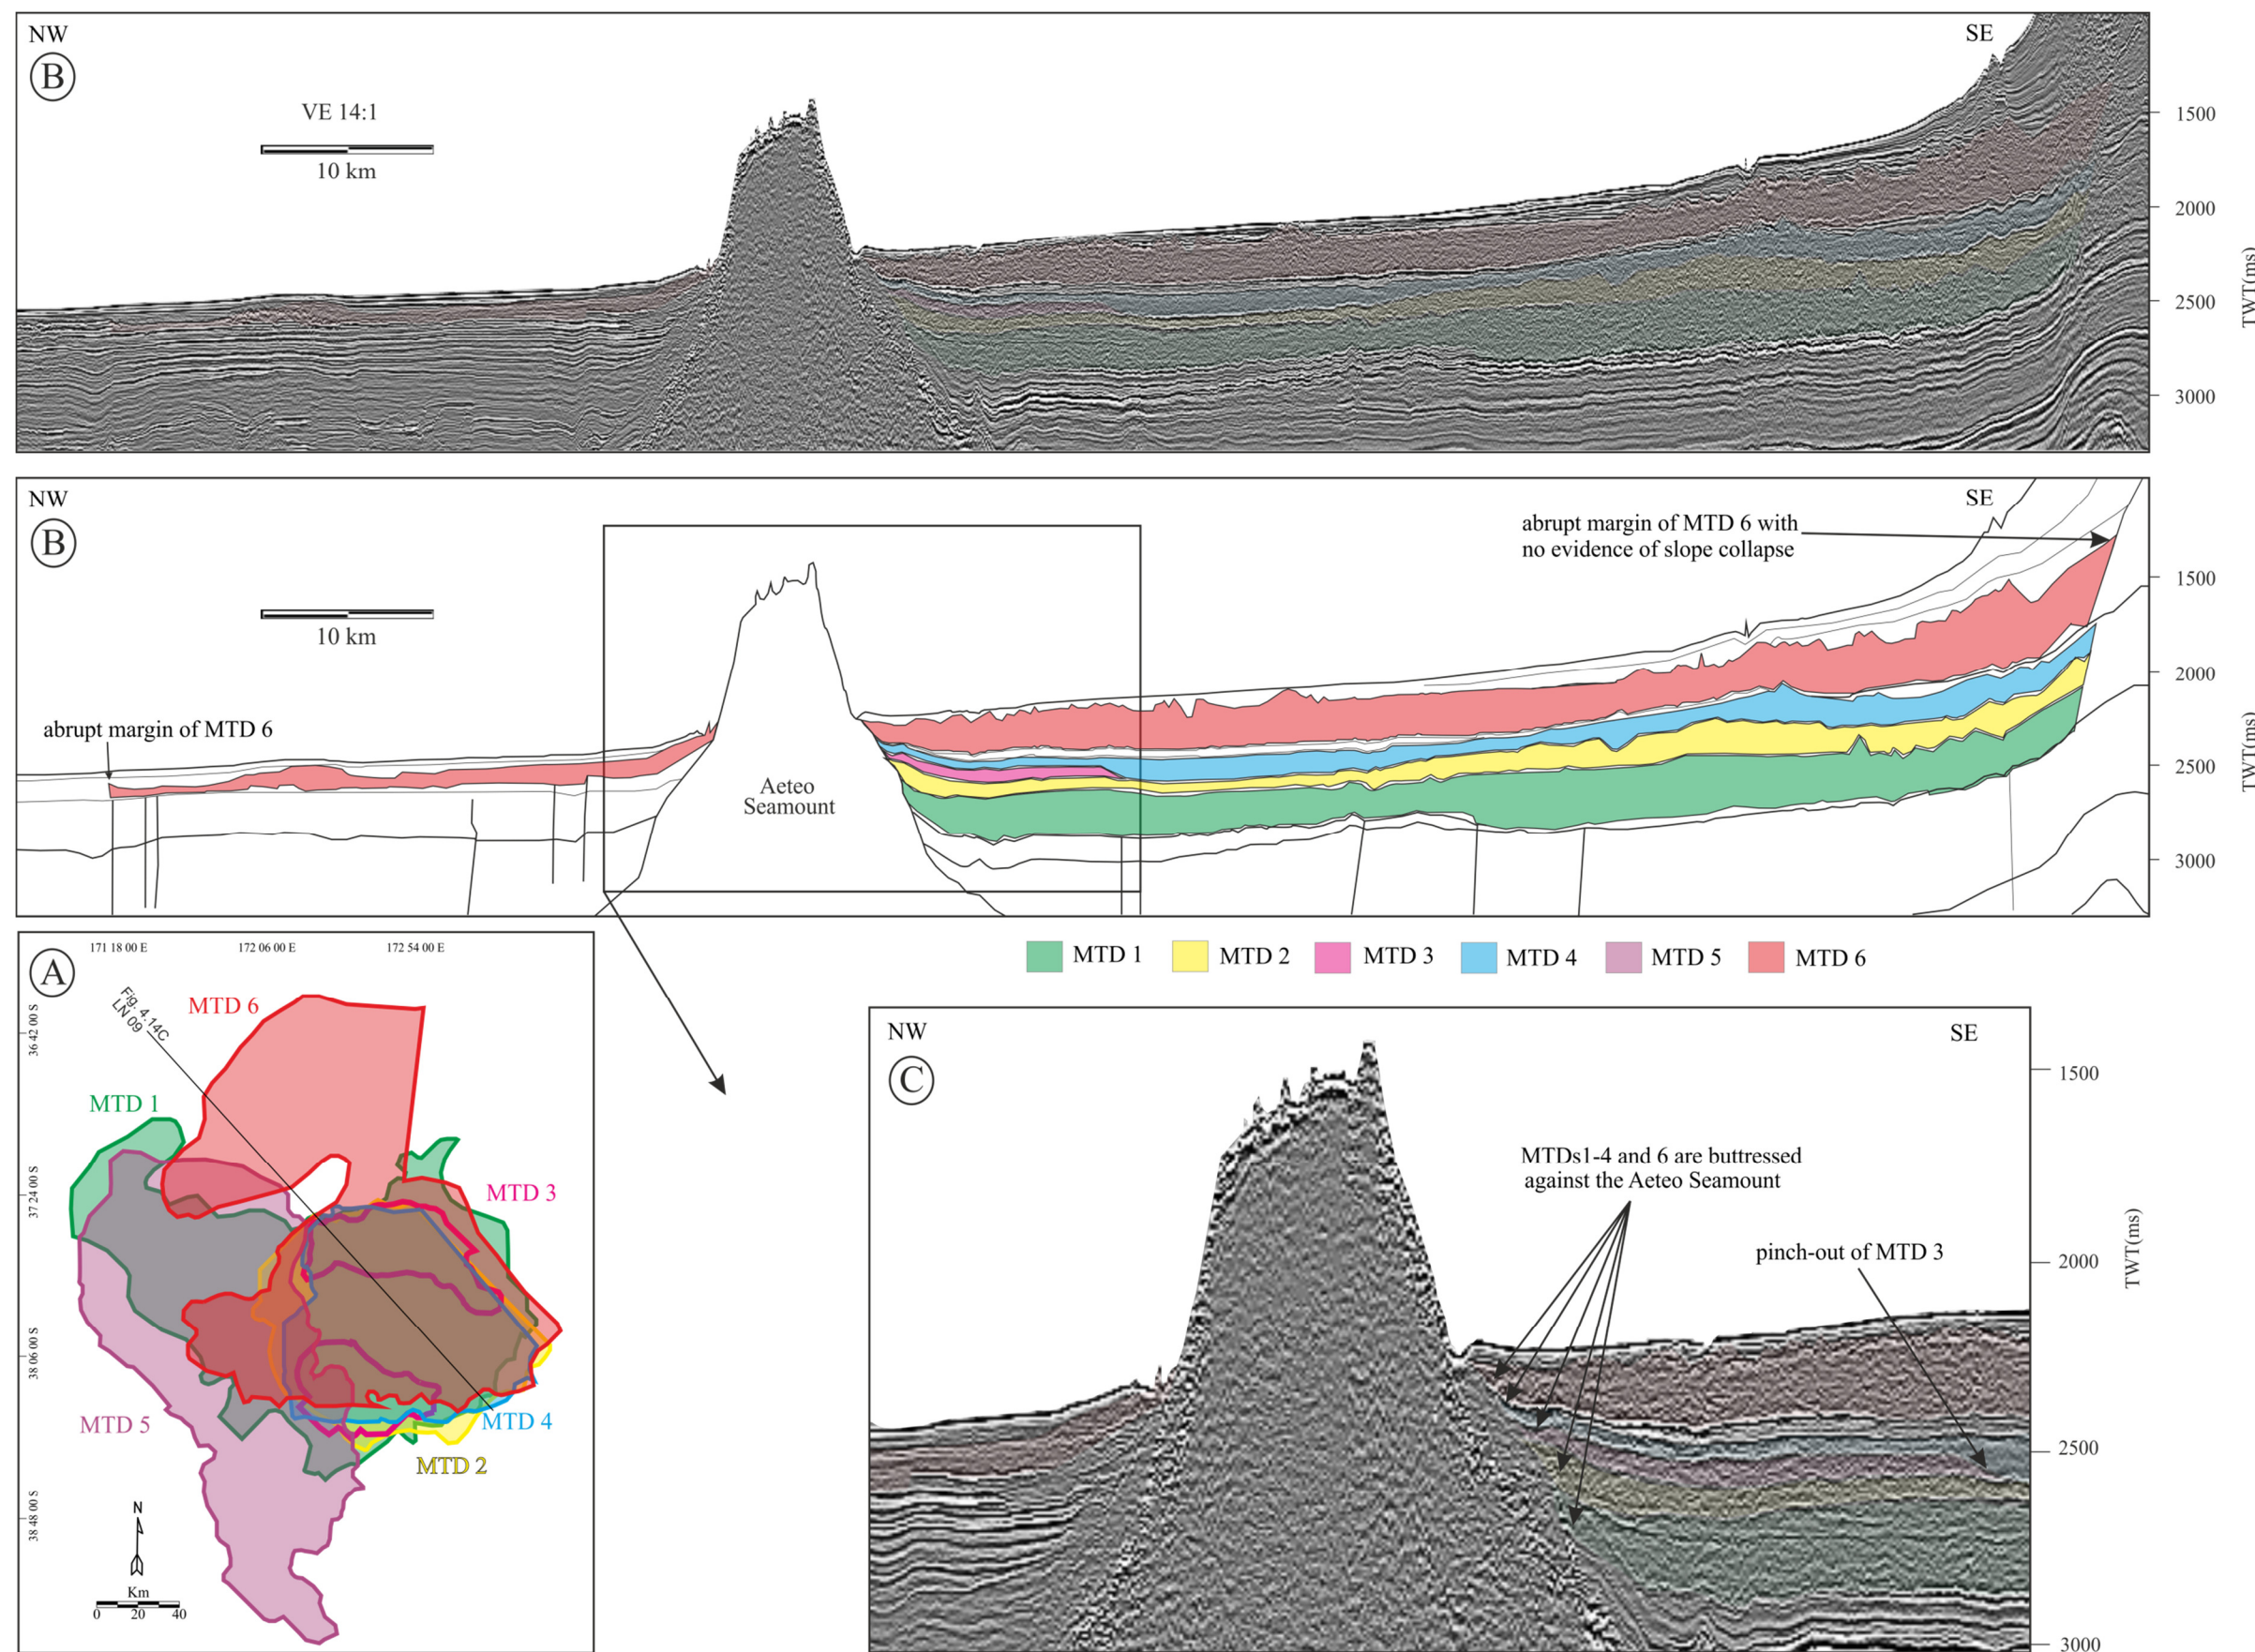 NW
SE
B
VE 14:1
10 km
1500
2000
2500
3000
TWT(ms)
NW
SE
B
10 km
abrupt margin of MTD 6 with
no evidence of slope collapse
abrupt margin of MTD 6
Aeteo
Seamount
1500
2000
2500
3000
TWT(ms)
MTD 1
MTD 2
MTD 3
MTD 4
MTD 5
MTD 6
A
171 18 00 E
172 06 00 E
172 54 00 E
36 42 00 S
37 24 00 S
38 06 00 S
38 48 00 S
Fig. 4.14C
LN 09
MTD 6
MTD 1
MTD 3
MTD 5
MTD 4
MTD 2
N
Km
0 20 40
NW
SE
C
MTDs1-4 and 6 are buttressed
against the Aeteo Seamount
pinch-out of MTD 3
1500
2000
2500
3000
TWT(ms)